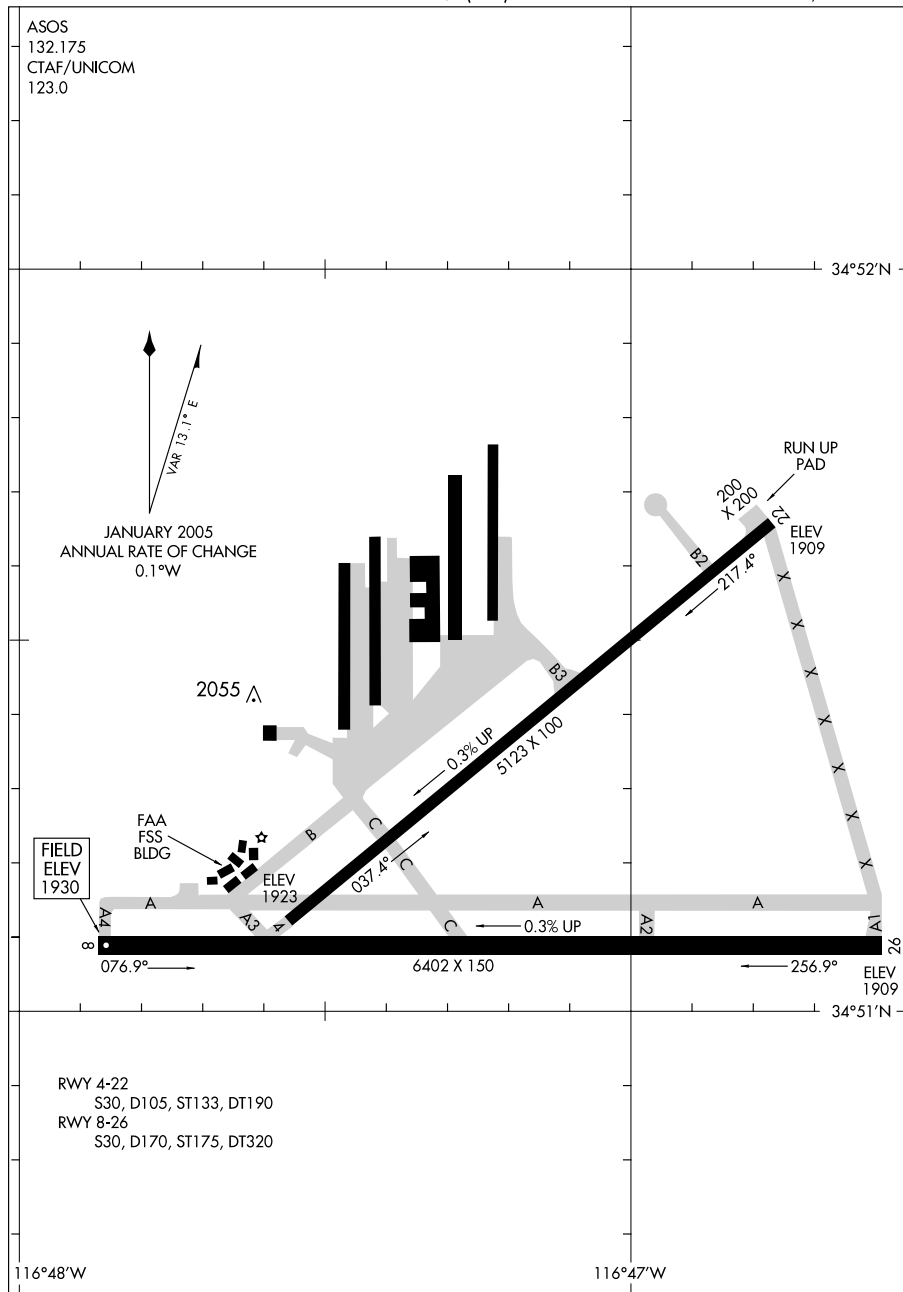 ASOS
132.175
CTAF/UNICOM
123.0
34°52'N
VAR 13.1° E
JANUARY 2005
ANNUAL RATE OF CHANGE
0.1°W
RUN UP
PAD
200
X 200
22
ELEV
1909
B2
217.4°
X
X
X
X
X
X
X
B3
2055
5123 X 100
0.3% UP
FAA
FSS
BLDG
B
C
C
037.4°
FIELD
ELEV
1930
ELEV
1923
A
A
A
A4
A3
4
C
0.3% UP
A2
A1
8
26
076.9°
6402 X 150
256.9°
ELEV
1909
34°51'N
RWY 4-22
S30, D105, ST133, DT190
RWY 8-26
S30, D170, ST175, DT320
116°48'W
116°47'W